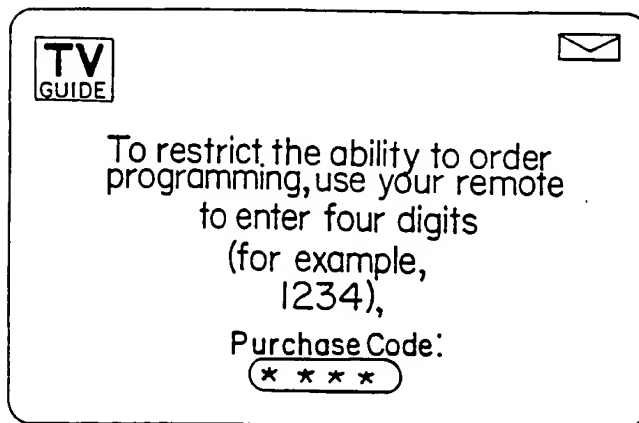 TV
GUIDE
To restrict the ability to order
programming, use your remote
to enter four digits
(for example,
1234),
Purchase Code:
* * * *